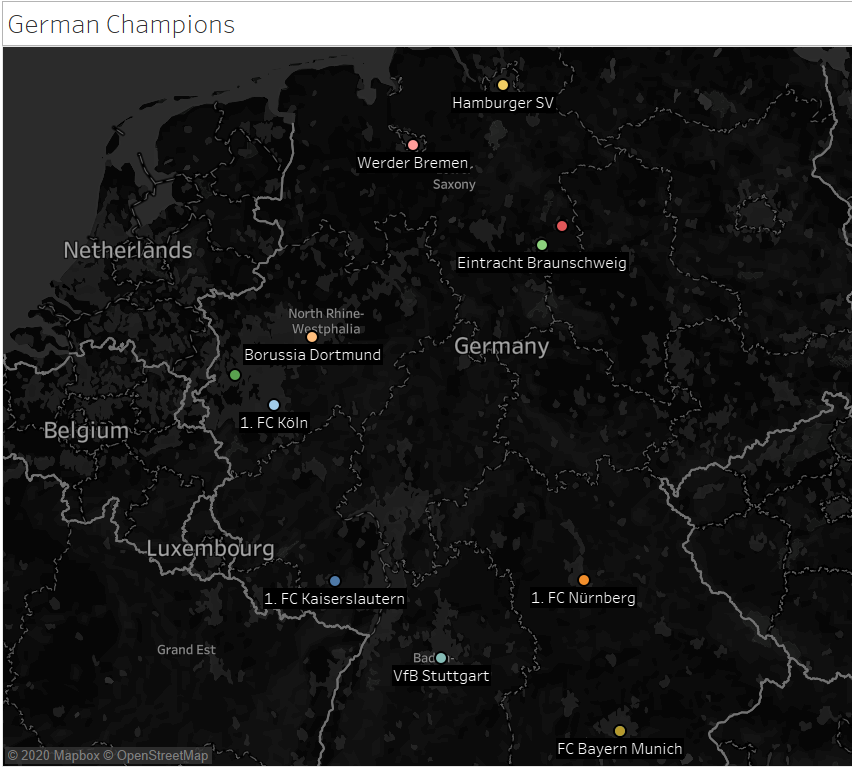 German Champions
Hamburger SV
Werder Bremen
Saxony
Netherlands
Eintracht Braunschweig
North Rhine-
Westphalia
Germany
Borussia Dortmund
1. FC Köln
Belgium
Luxembourg
1. FC Kaiserslautern
1. FC Nürnberg
Grand Est
Baden-
VfB Stuttgart
FC Bayern Munich
© 2020 Mapbox © OpenStreetMap